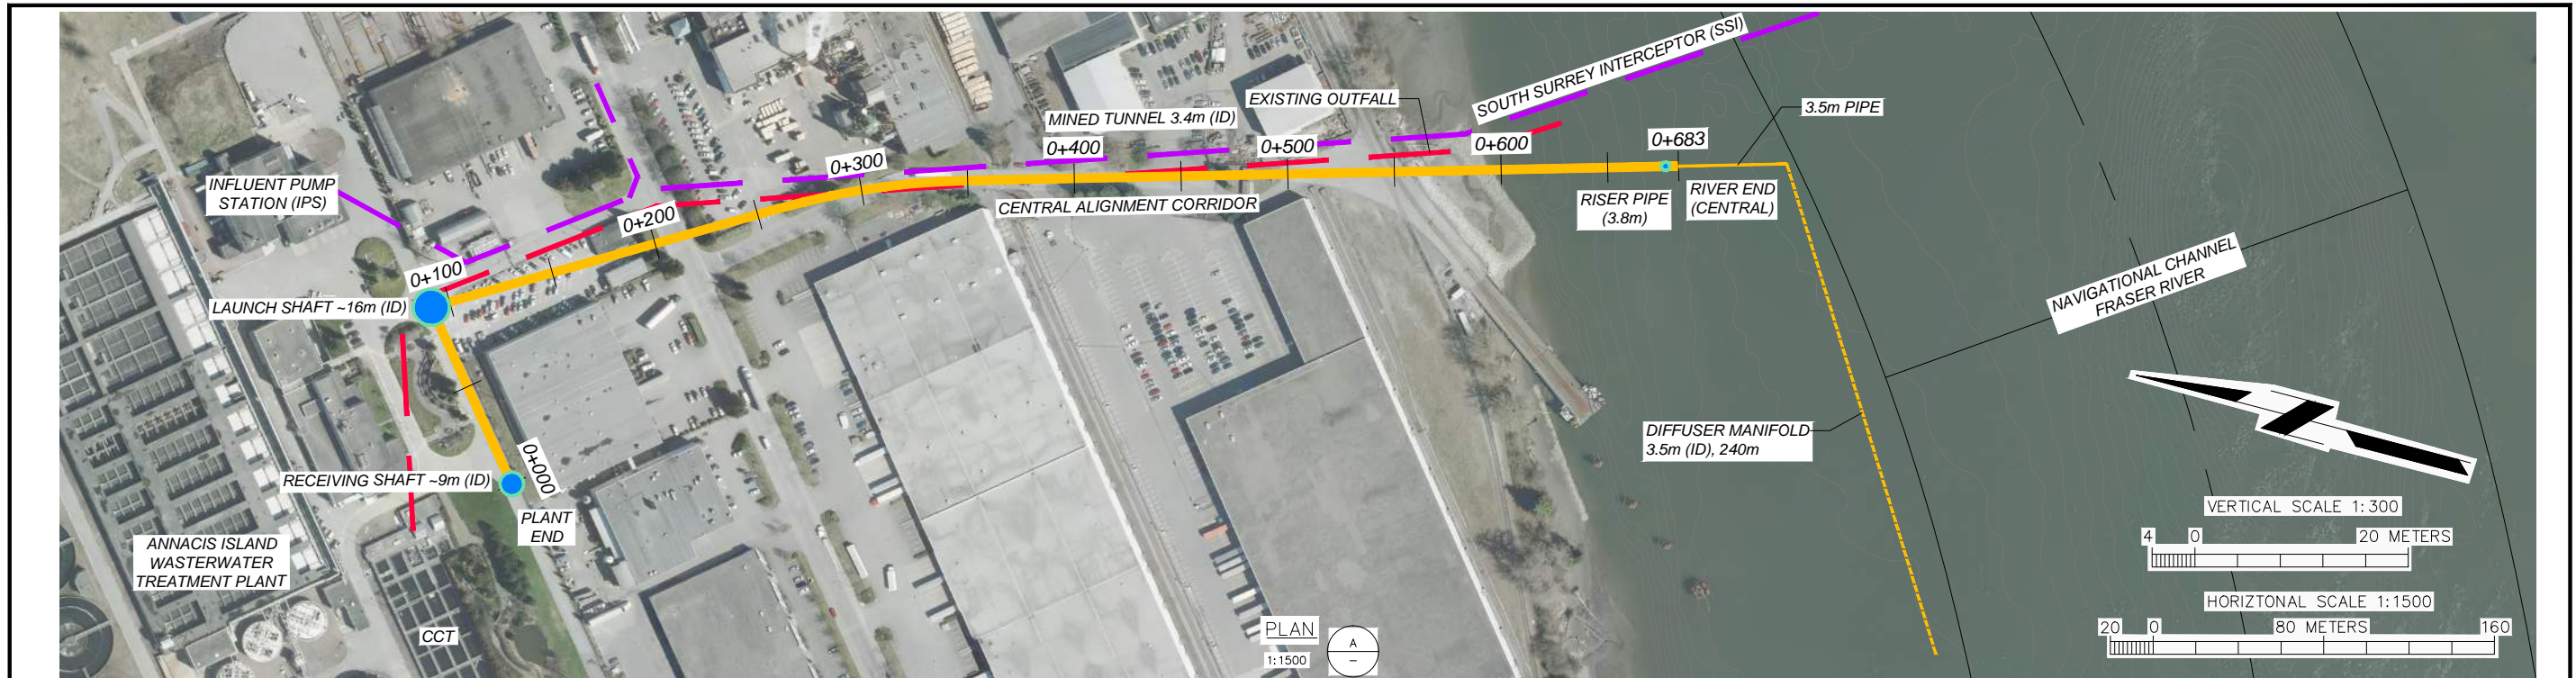 SOUTH SURREY INTERCEPTOR (SSI)
EXISTING OUTFALL
3.5m PIPE
MINED TUNNEL 3.4m (ID)
0+683
0+600
0+500
0+400
0+300
INFLUENT PUMP
STATION (IPS)
0+200
CENTRAL ALIGNMENT CORRIDOR
RISER PIPE
(3.8m)
RIVER END
(CENTRAL)
0+100
LAUNCH SHAFT ~16m (ID)
NAVIGATIONAL CHANNEL
FRASER RIVER
DIFFUSER MANIFOLD
3.5m (ID), 240m
0+000
RECEIVING SHAFT ~9m (ID)
PLANT
END
ANNACIS ISLAND
WASTERWATER
TREATMENT PLANT
CCT
VERTICAL SCALE 1:300
4 0 20 METERS
HORIZTONAL SCALE 1:1500
20 0 80 METERS 160
PLAN
1:1500
A
–